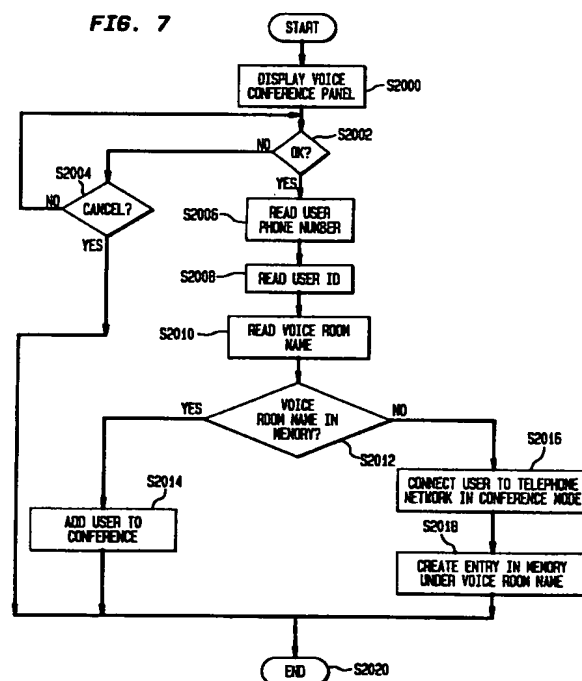 FIG. 7
START
DISPLAY VOICE
CONFERENCE PANEL
S2000
S2002
OK?
NO
YES
S2004
CANCEL?
NO
YES
S2006
READ USER
PHONE NUMBER
S2008
READ USER ID
S2010
READ VOICE ROOM
NAME
VOICE
ROOM NAME IN
MEMORY?
YES
NO
S2012
S2014
ADD USER TO
CONFERENCE
S2016
CONNECT USER TO TELEPHONE
NETWORK IN CONFERENCE MODE
S2018
CREATE ENTRY IN MEMORY
UNDER VOICE ROOM NAME
END
S2020